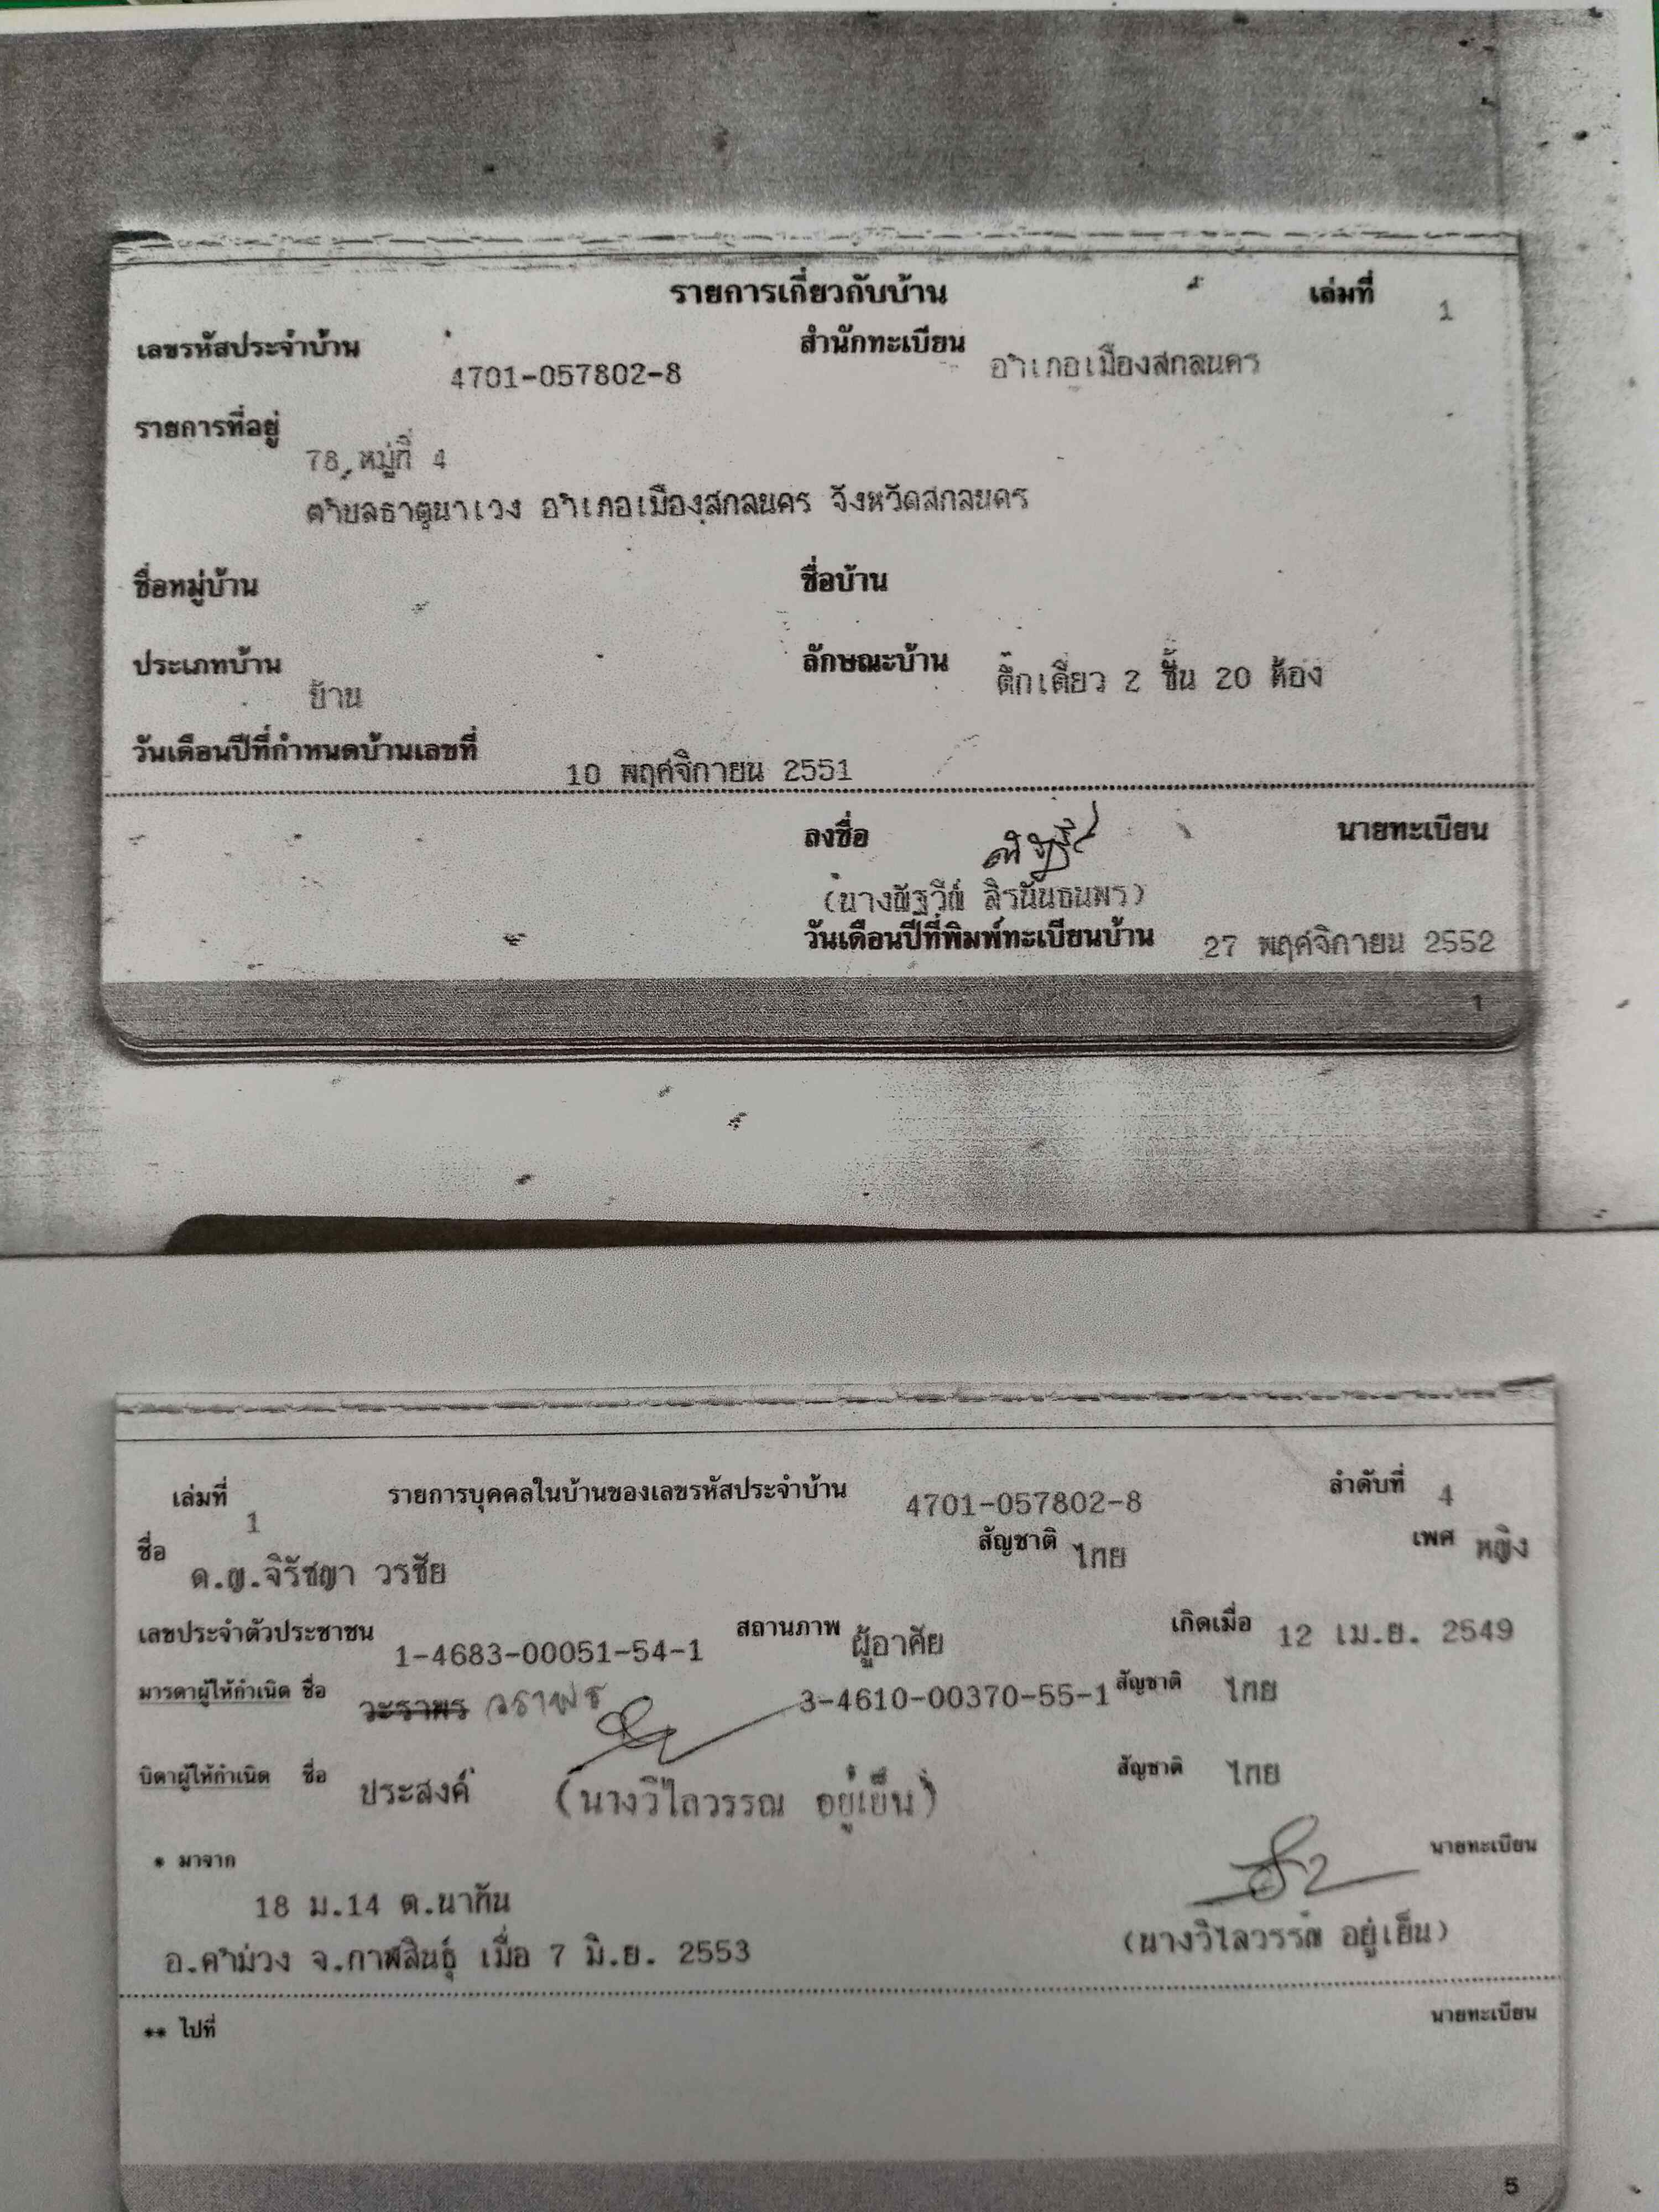 รายการเกี่ยวกับบ้าน เล่มที่ 1
เลขรหัสประจำบ้าน 4701-057802-8 สำนักทะเบียน อำเภอเมืองสกลนคร
รายการที่อยู่ 78 หมู่ที่ 4
ตำบลธาตุนาเวง อำเภอเมืองสกลนคร จังหวัดสกลนคร
ชื่อหมู่บ้าน ชื่อบ้าน
ประเภทบ้าน บ้าน ลักษณะบ้าน ตึกเดี่ยว 2 ชั้น 20 ห้อง
วันเดือนปีที่กำหนดบ้านเลขที่ 10 พฤศจิกายน 2551
ลงชื่อ นายทะเบียน
(นางณัฐวีณ์ สิรนันธนพร)
วันเดือนปีที่พิมพ์ทะเบียนบ้าน 27 พฤศจิกายน 2552
1
เล่มที่ 1 รายการบุคคลในบ้านของเลขรหัสประจำบ้าน 4701-057802-8 ลำดับที่ 4
ชื่อ ด.ญ.จิรัชญา วรชัย สัญชาติ ไทย เพศ หญิง
เลขประจำตัวประชาชน 1-4683-00051-54-1 สถานภาพ ผู้อาศัย เกิดเมื่อ 12 เม.ย. 2549
มารดาผู้ให้กำเนิด ชื่อ วะราพร วราพร 3-4610-00370-55-1 สัญชาติ ไทย
บิดาผู้ให้กำเนิด ชื่อ ประสงค์ (นางวิไลวรรณ อยู่เย็น) สัญชาติ ไทย
* มาจาก นายทะเบียน
18 ม.14 ต.นาทัน
อ.คำม่วง จ.กาฬสินธุ์ เมื่อ 7 มิ.ย. 2553 (นางวิไลวรรณ อยู่เย็น)
** ไปที่ นายทะเบียน
5